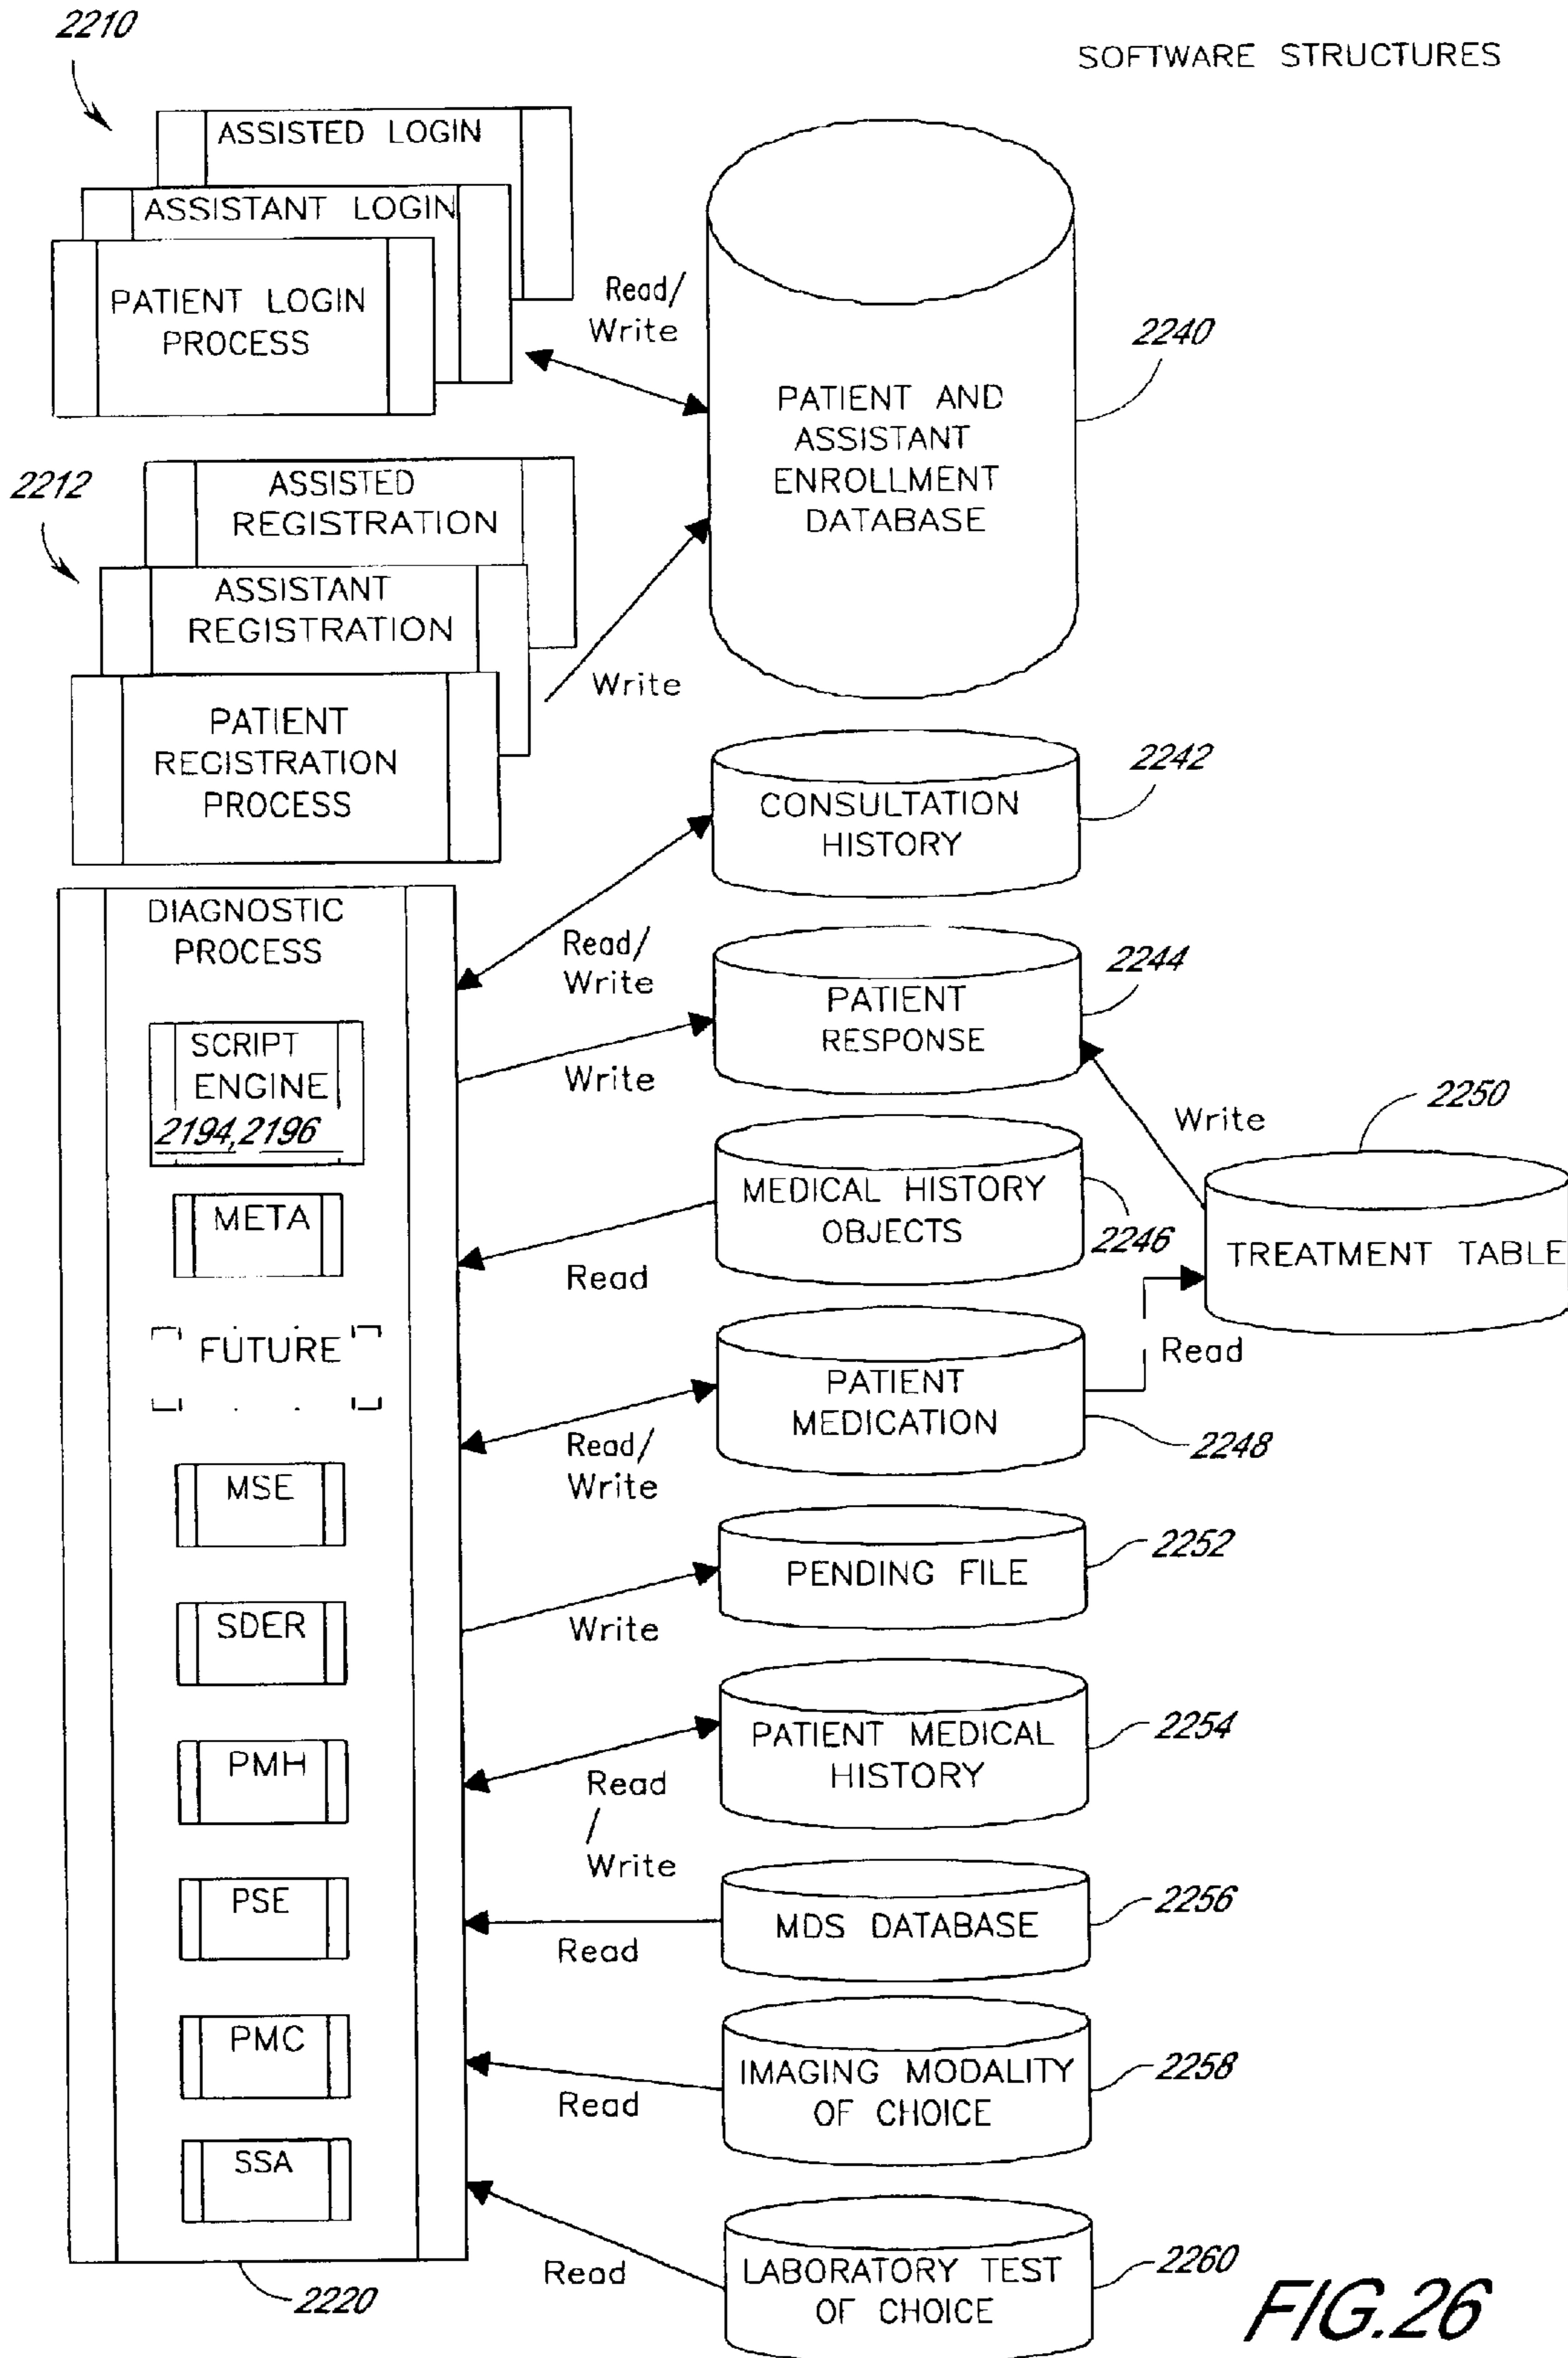 2210
SOFTWARE STRUCTURES
ASSISTED LOGIN
ASSISTANT LOGIN
PATIENT LOGIN
PROCESS
Read/
Write
2240
PATIENT AND
ASSISTANT
ENROLLMENT
DATABASE
2212
ASSISTED
REGISTRATION
ASSISTANT
REGISTRATION
Write
PATIENT
REGISTRATION
PROCESS
2242
CONSULTATION
HISTORY
DIAGNOSTIC
PROCESS
Read/
Write
2244
PATIENT
RESPONSE
SCRIPT
ENGINE
2194,2196
Write
Write
2250
MEDICAL HISTORY
OBJECTS
2246
META
Read
TREATMENT TABLE
FUTURE
Read
PATIENT
MEDICATION
2248
Read/
Write
MSE
2252
PENDING FILE
SDER
Write
2254
PATIENT MEDICAL
HISTORY
PMH
Read
/
Write
PSE
2256
MDS DATABASE
Read
PMC
2258
IMAGING MODALITY
OF CHOICE
Read
SSA
2260
LABORATORY TEST
OF CHOICE
Read
2220
FIG.26